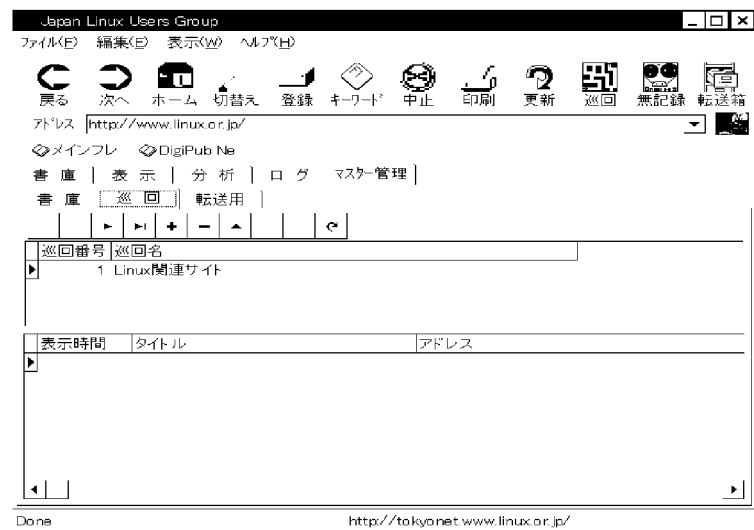 Japan Linux Users Group
ファイル(F) 編集(E) 表示(W) ヘルプ(H)
戻る 次へ ホーム 切替え 登録 キーワード 中止 印刷 更新 巡回 無記録 転送箱
アドレス http://www.linux.or.jp/
メインフレ DigiPub Ne
書 庫 表 示 分 析 ロ グ マスター管理
書 庫 巡 回 転送用
巡回番号 巡回名
1 Linux関連サイト
表示時間 タイトル アドレス
Done http://tokyonet.www.linux.or.jp/